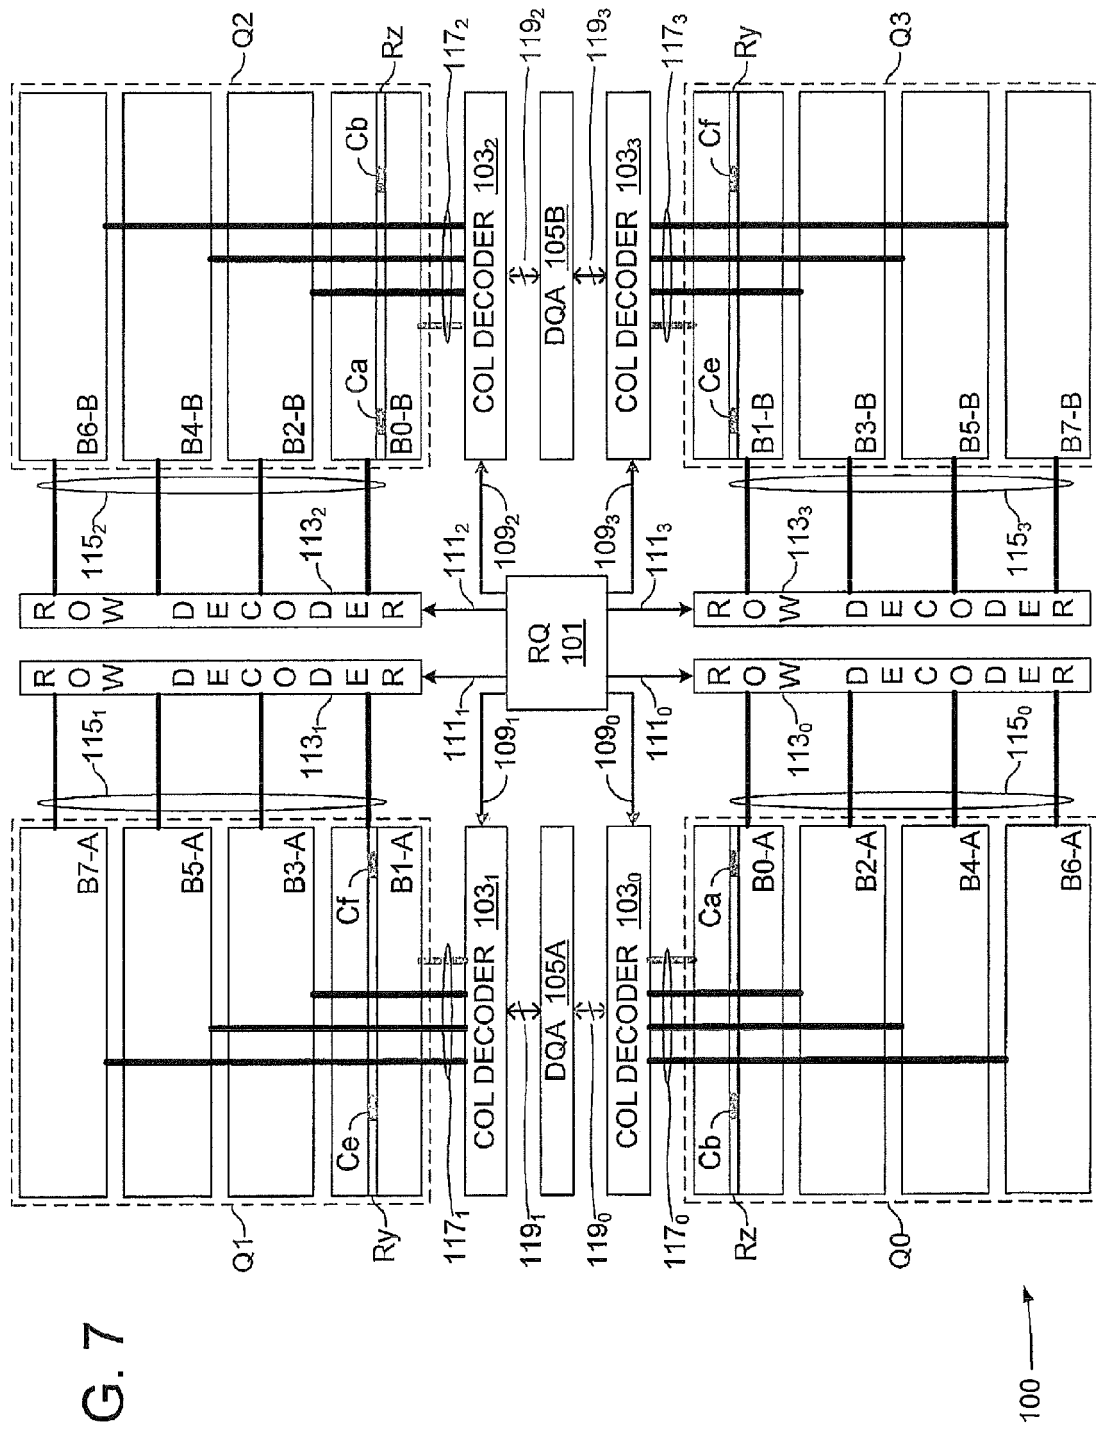 Q2
Rz
117₂
119₂
119₃
117₃
Ry
Q3
B6-B
B4-B
B2-B
B0-B
Ca
Cb
COL DECODER 103₂
DQA 105B
COL DECODER 103₃
Ce
Cf
B1-B
B3-B
B5-B
B7-B
115₂
113₂
111₂
109₂
109₃
111₃
113₃
115₃
ROW DECODER
ROW DECODER
RQ
101
ROW DECODER
ROW DECODER
115₁
113₁
111₁
109₁
109₀
111₀
113₀
115₀
B7-A
B5-A
B3-A
B1-A
Ce
Cf
COL DECODER 103₁
DQA 105A
COL DECODER 103₀
Cb
Ca
B0-A
B2-A
B4-A
B6-A
Q1
Ry
117₁
119₁
119₀
117₀
Rz
Q0
G. 7
100